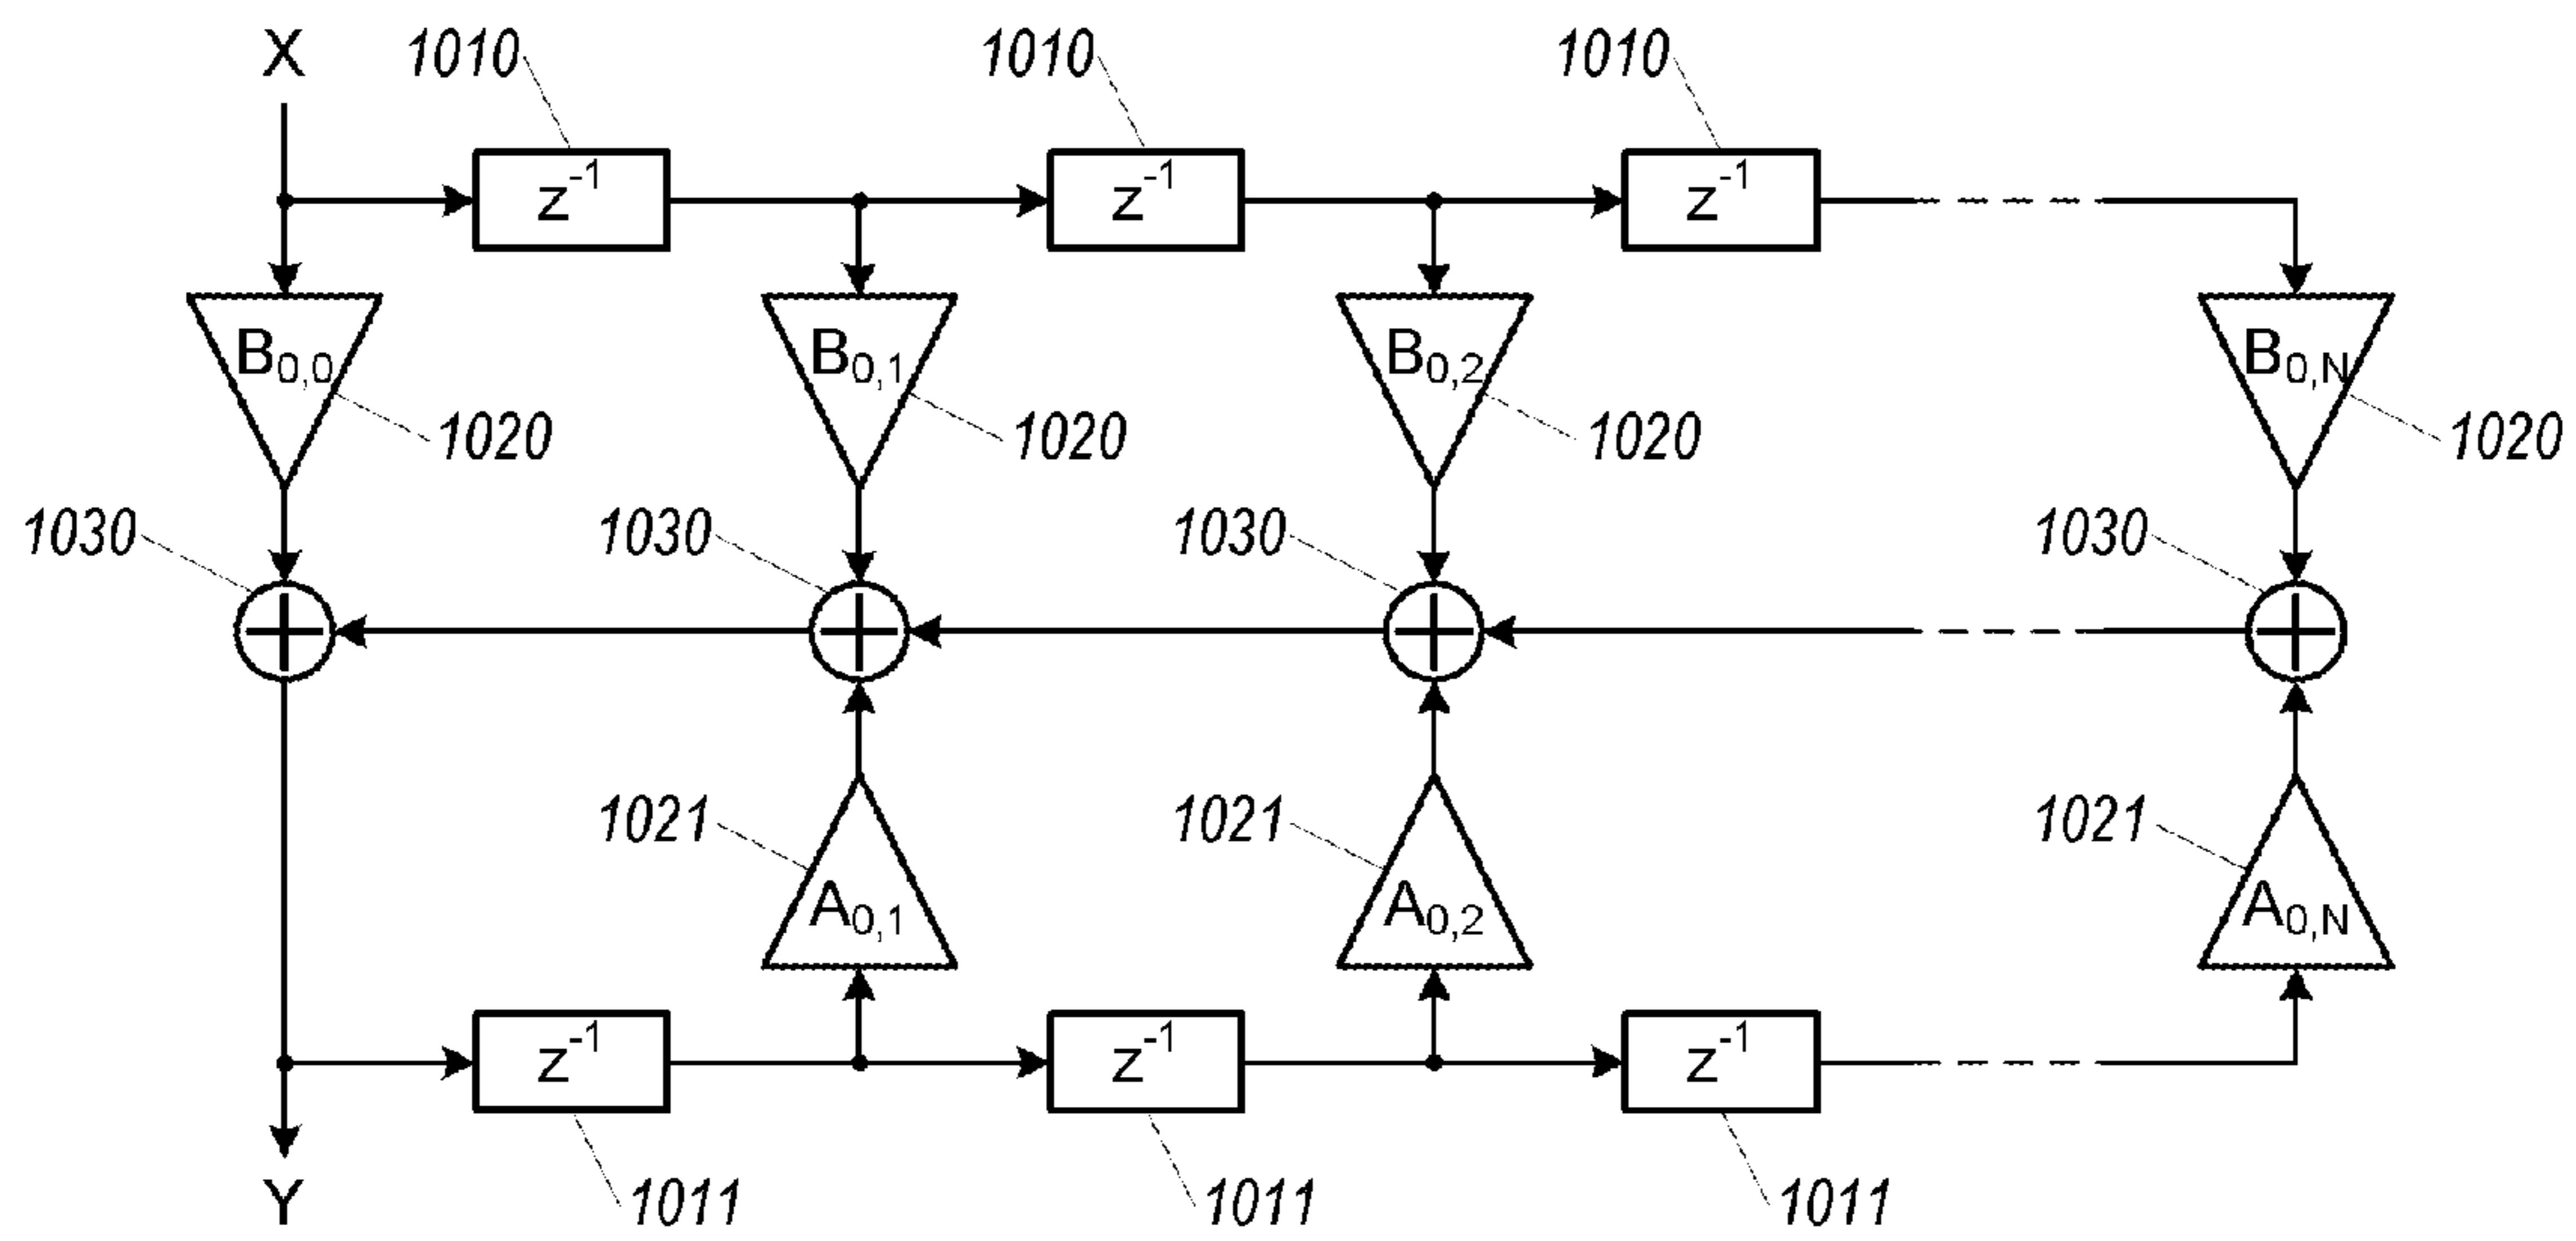 X 1010 1010 1010
z⁻¹ z⁻¹ z⁻¹
B₀,₀ B₀,₁ B₀,₂ B₀,N
1020 1020 1020 1020
1030 1030 1030 1030
1021 1021 1021
A₀,₁ A₀,₂ A₀,N
z⁻¹ z⁻¹ z⁻¹
Y 1011 1011 1011